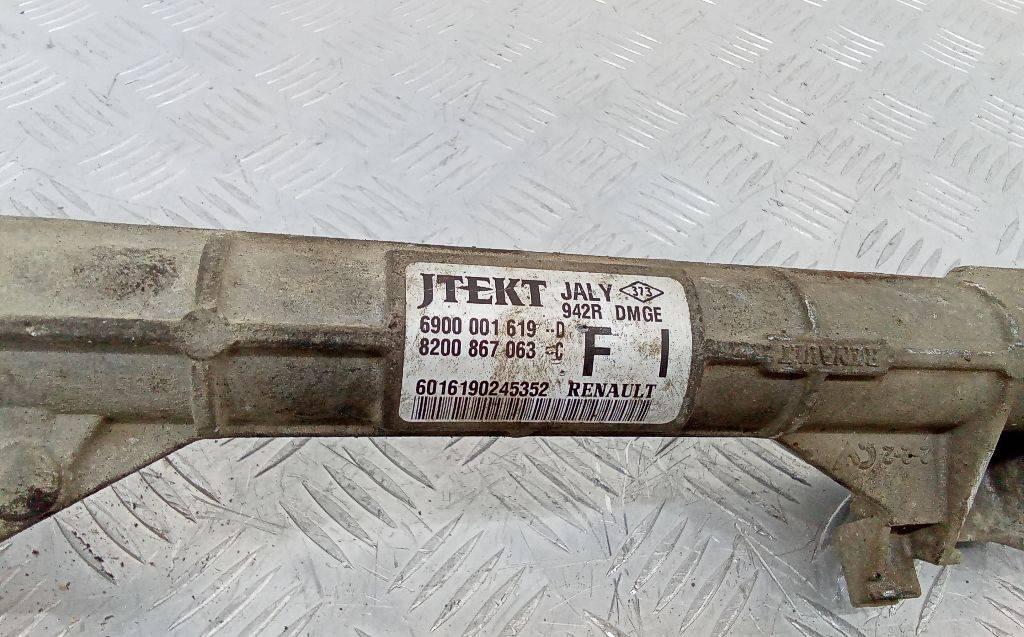 JTEKT JALY 373
942R DMGE
6900 001 619 -D
8200 867 063 -C
F I
6016190245352 RENAULT
RENAULT